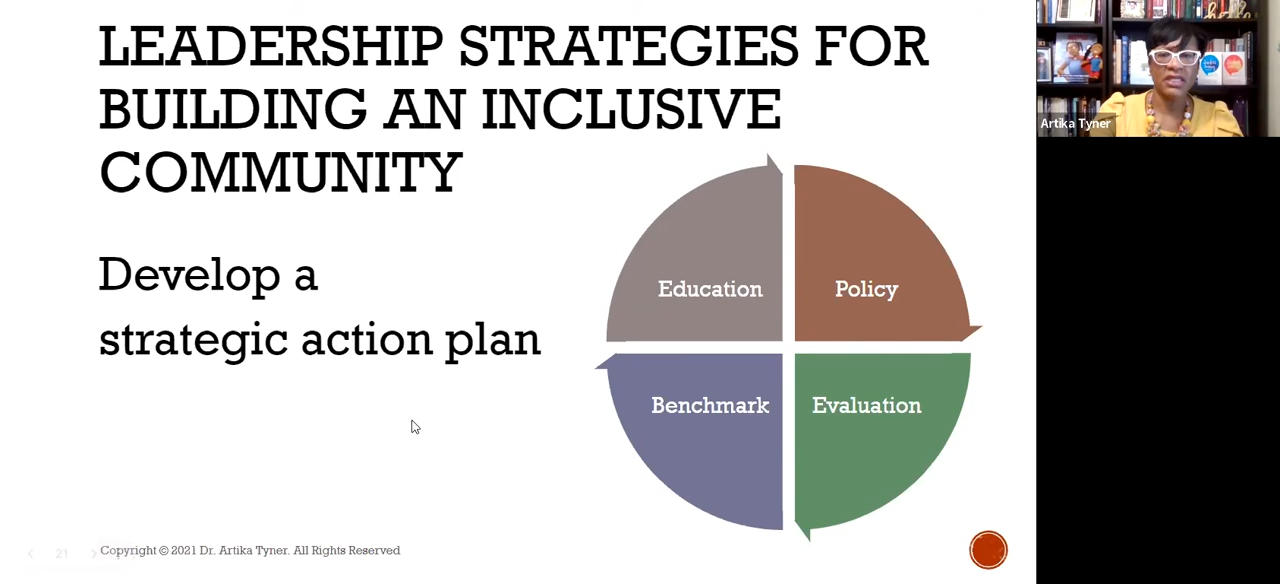 LEADERSHIP STRATEGIES FOR
BUILDING AN INCLUSIVE
COMMUNITY
Develop a
strategic action plan
Education
Policy
Benchmark
Evaluation
21
Copyright © 2021 Dr. Artika Tyner. All Rights Reserved
Artika Tyner